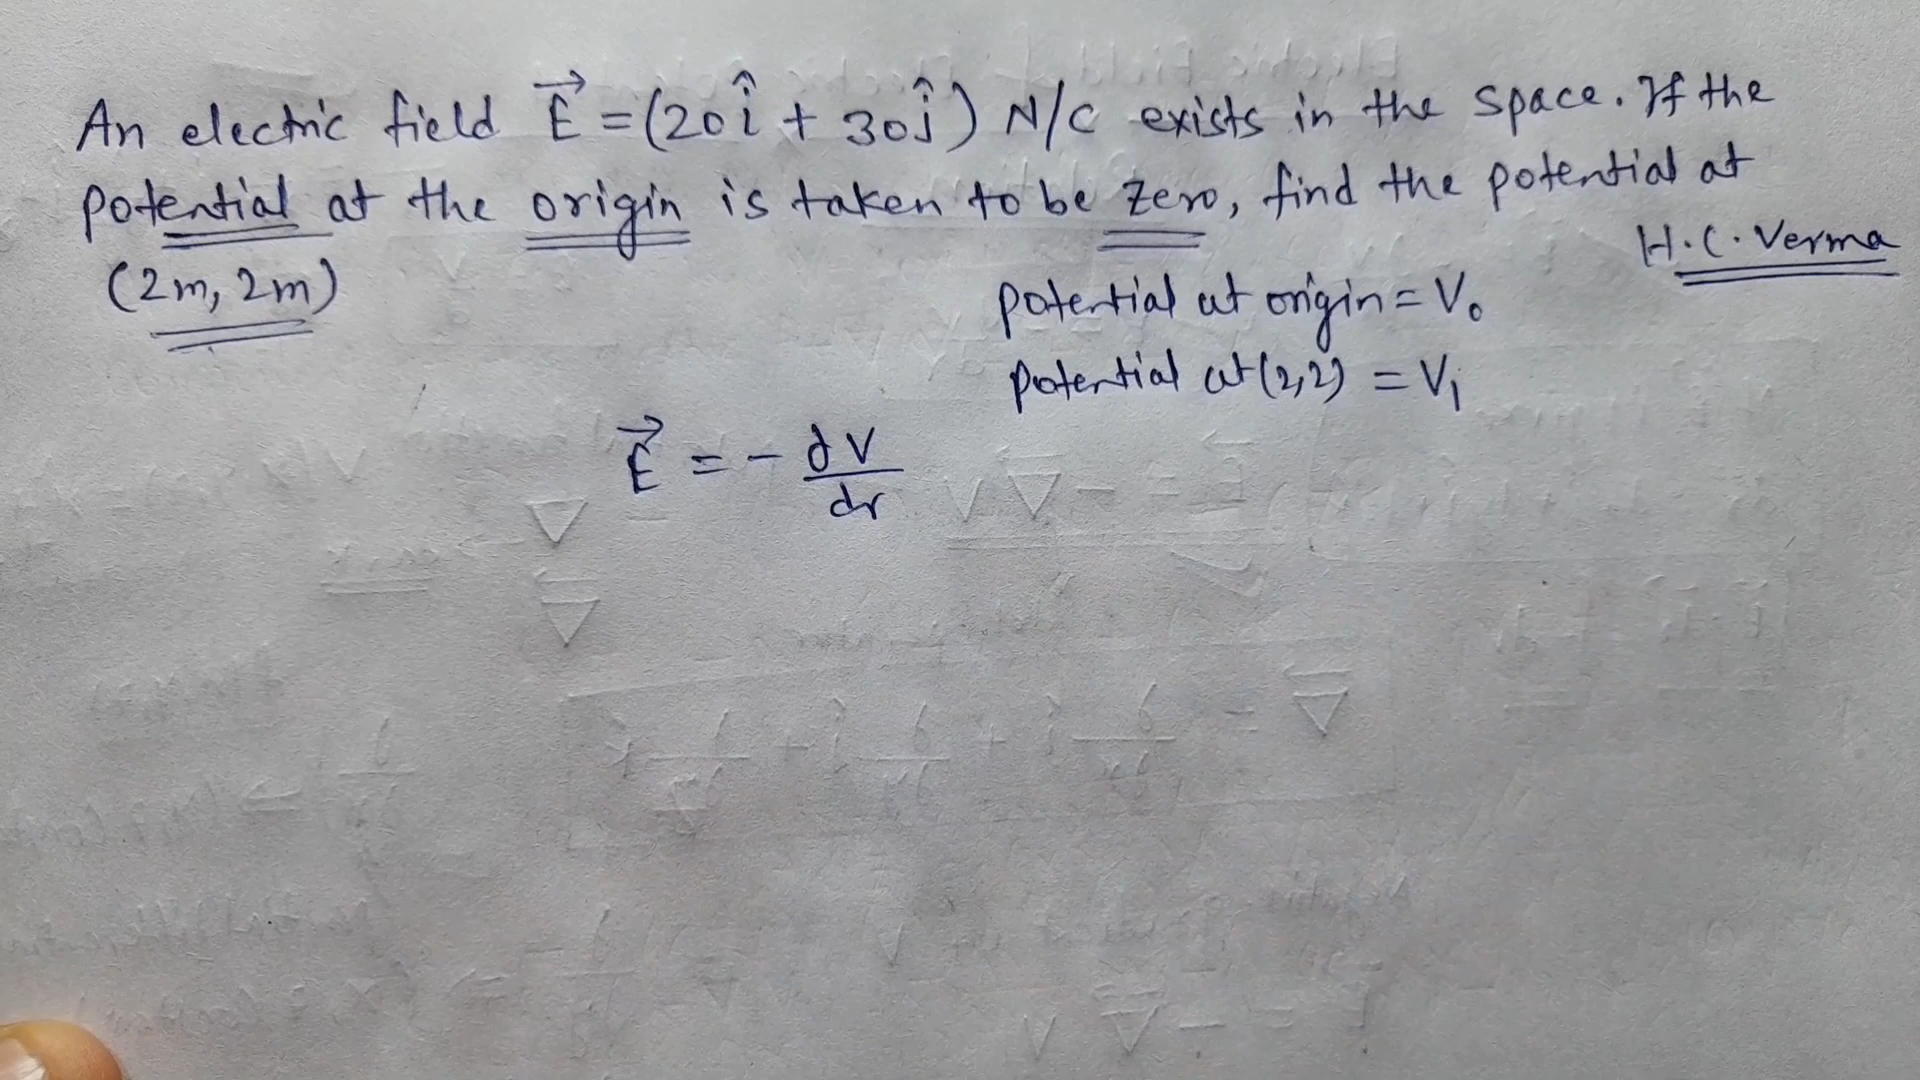 An electric field E⃗ = (20î + 30ĵ) N/C exists in the space. If the
potential at the origin is taken to be zero, find the potential at
(2m, 2m)
H.C. Verma
potential at origin = V₀
potential at (2,2) = V₁
E⃗ = - dV/dr